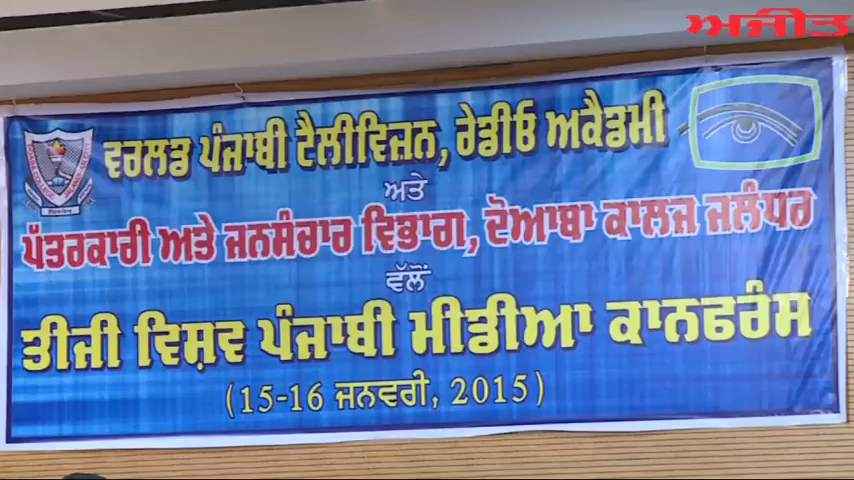 ਅਜੀਤ
ਵਰਲਡ ਪੰਜਾਬੀ ਟੈਲੀਵਿਜ਼ਨ, ਰੇਡੀਓ ਅਕੈਡਮੀ
ਅਤੇ
ਪੱਤਰਕਾਰੀ ਅਤੇ ਜਨਸੰਚਾਰ ਵਿਭਾਗ, ਦੋਆਬਾ ਕਾਲਜ ਜਲੰਧਰ
ਵੱਲੋਂ
ਤੀਜੀ ਵਿਸ਼ਵ ਪੰਜਾਬੀ ਮੀਡੀਆ ਕਾਨਫਰੰਸ
(15-16 ਜਨਵਰੀ, 2015)